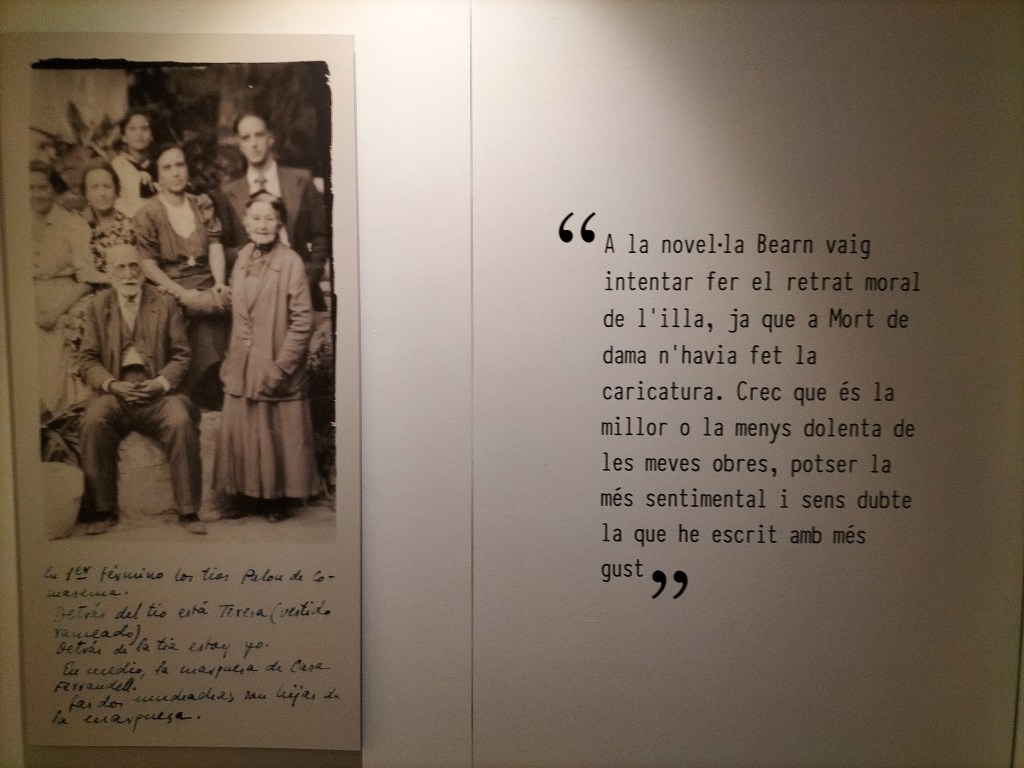 En 1er término los tíos Palou de Co-
masema.
Detrás del tío está Teresa (vestido
rameado)
Detrás de la tía estoy yo.
En medio, la marquesa de Casa
Ferrandell.
Las dos muchachas son hijas de
la marquesa.
“A la novel·la Bearn vaig
intentar fer el retrat moral
de l'illa, ja que a Mort de
dama n'havia fet la
caricatura. Crec que és la
millor o la menys dolenta de
les meves obres, potser la
més sentimental i sens dubte
la que he escrit amb més
gust”